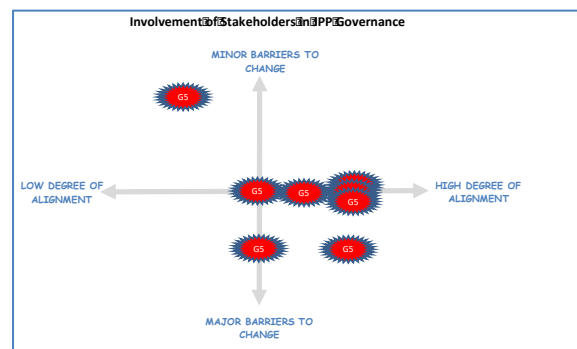 Involvement of Stakeholders in JPP Governance
MINOR BARRIERS TO
CHANGE
G5
LOW DEGREE OF
ALIGNMENT
G5
G5
G5
HIGH DEGREE OF
ALIGNMENT
G5
G5
MAJOR BARRIERS TO
CHANGE